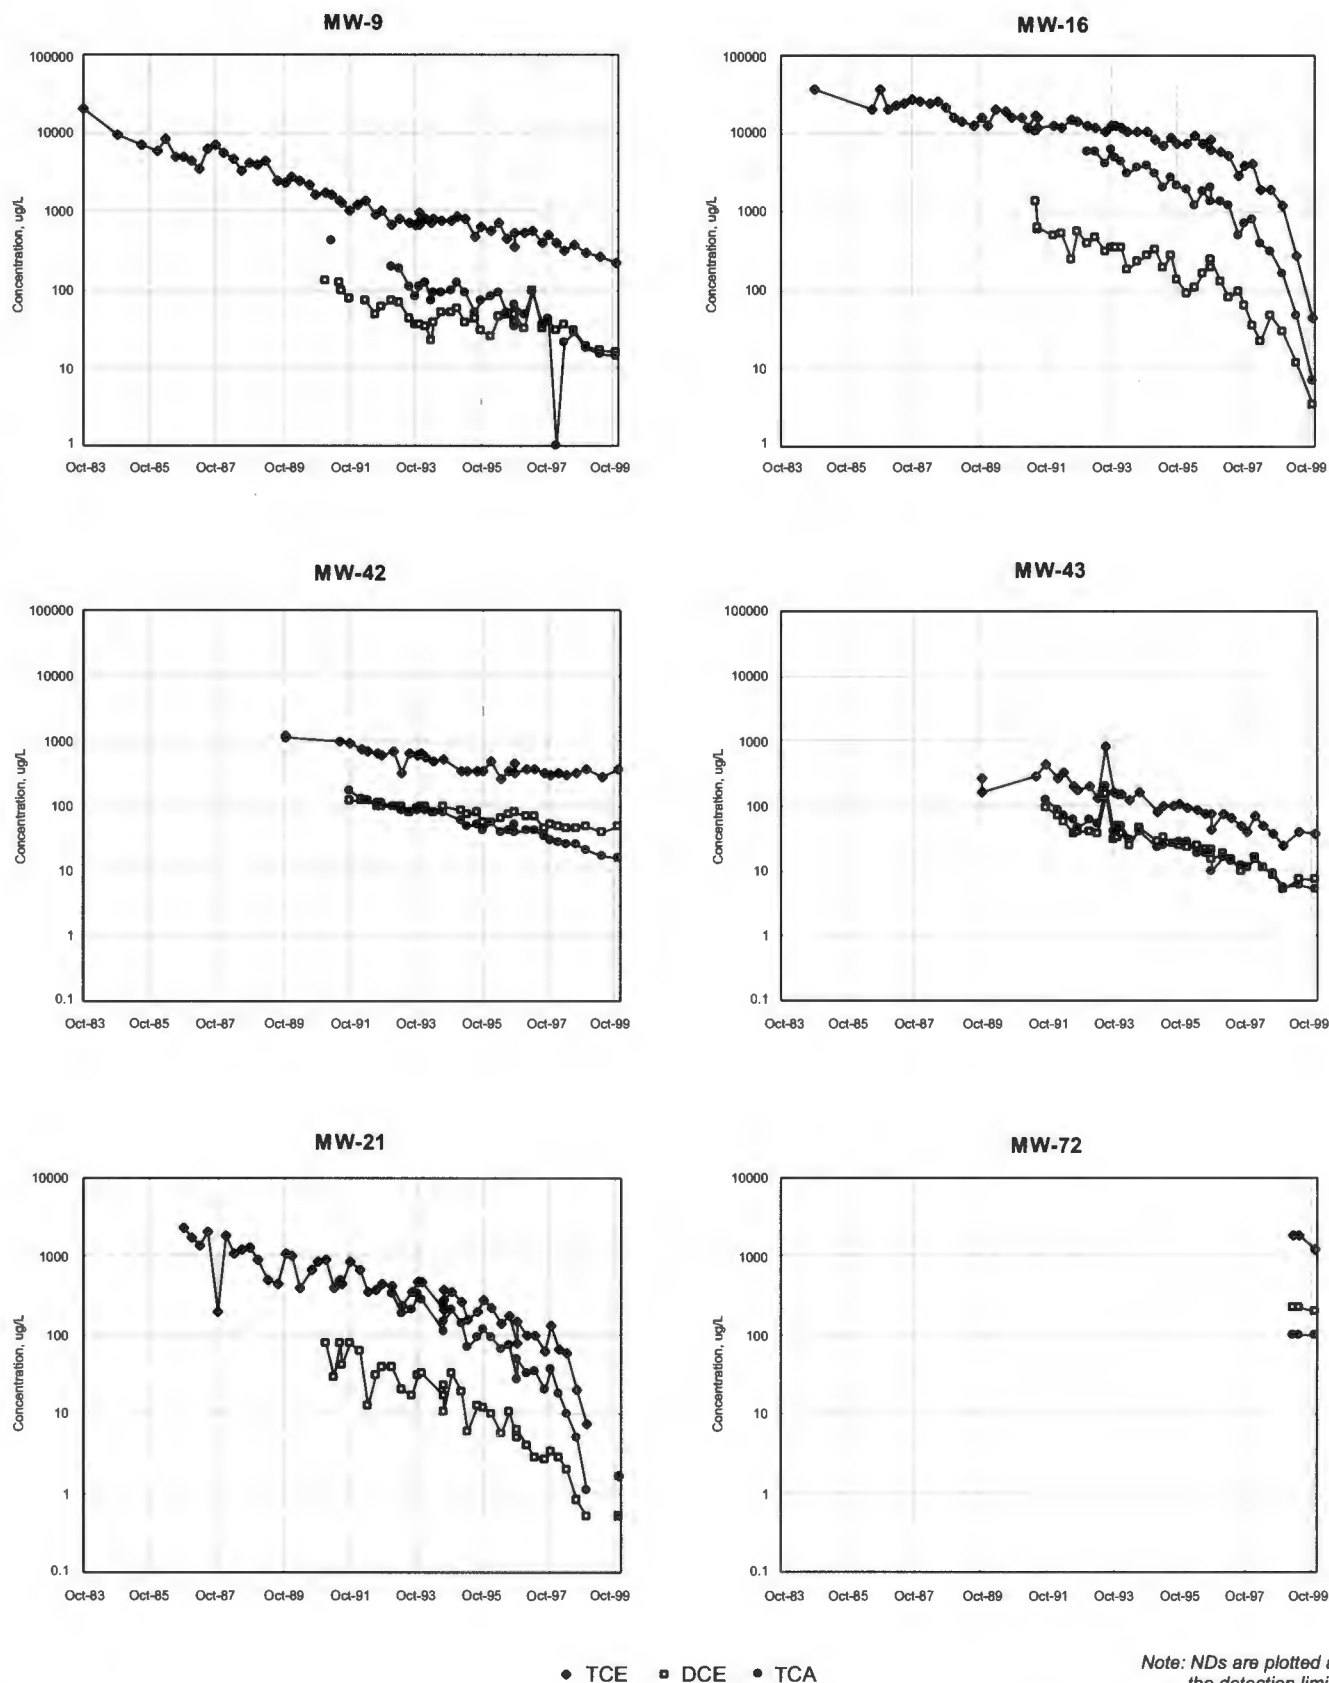 MW-9
MW-16
100000
10000
1000
100
10
1
Concentration, ug/L
Oct-83 Oct-85 Oct-87 Oct-89 Oct-91 Oct-93 Oct-95 Oct-97 Oct-99
100000
10000
1000
100
10
1
Concentration, ug/L
Oct-83 Oct-85 Oct-87 Oct-89 Oct-91 Oct-93 Oct-95 Oct-97 Oct-99
MW-42
MW-43
100000
10000
1000
100
10
1
0.1
Concentration, ug/L
Oct-83 Oct-85 Oct-87 Oct-89 Oct-91 Oct-93 Oct-95 Oct-97 Oct-99
100000
10000
1000
100
10
1
0.1
Concentration, ug/L
Oct-83 Oct-85 Oct-87 Oct-89 Oct-91 Oct-93 Oct-95 Oct-97 Oct-99
MW-21
MW-72
10000
1000
100
10
1
0.1
Concentration, ug/L
Oct-83 Oct-85 Oct-87 Oct-89 Oct-91 Oct-93 Oct-95 Oct-97 Oct-99
10000
1000
100
10
1
0.1
Concentration, ug/L
Oct-83 Oct-85 Oct-87 Oct-89 Oct-91 Oct-93 Oct-95 Oct-97 Oct-99
TCE DCE TCA
Note: NDs are plotted a
the detection limi